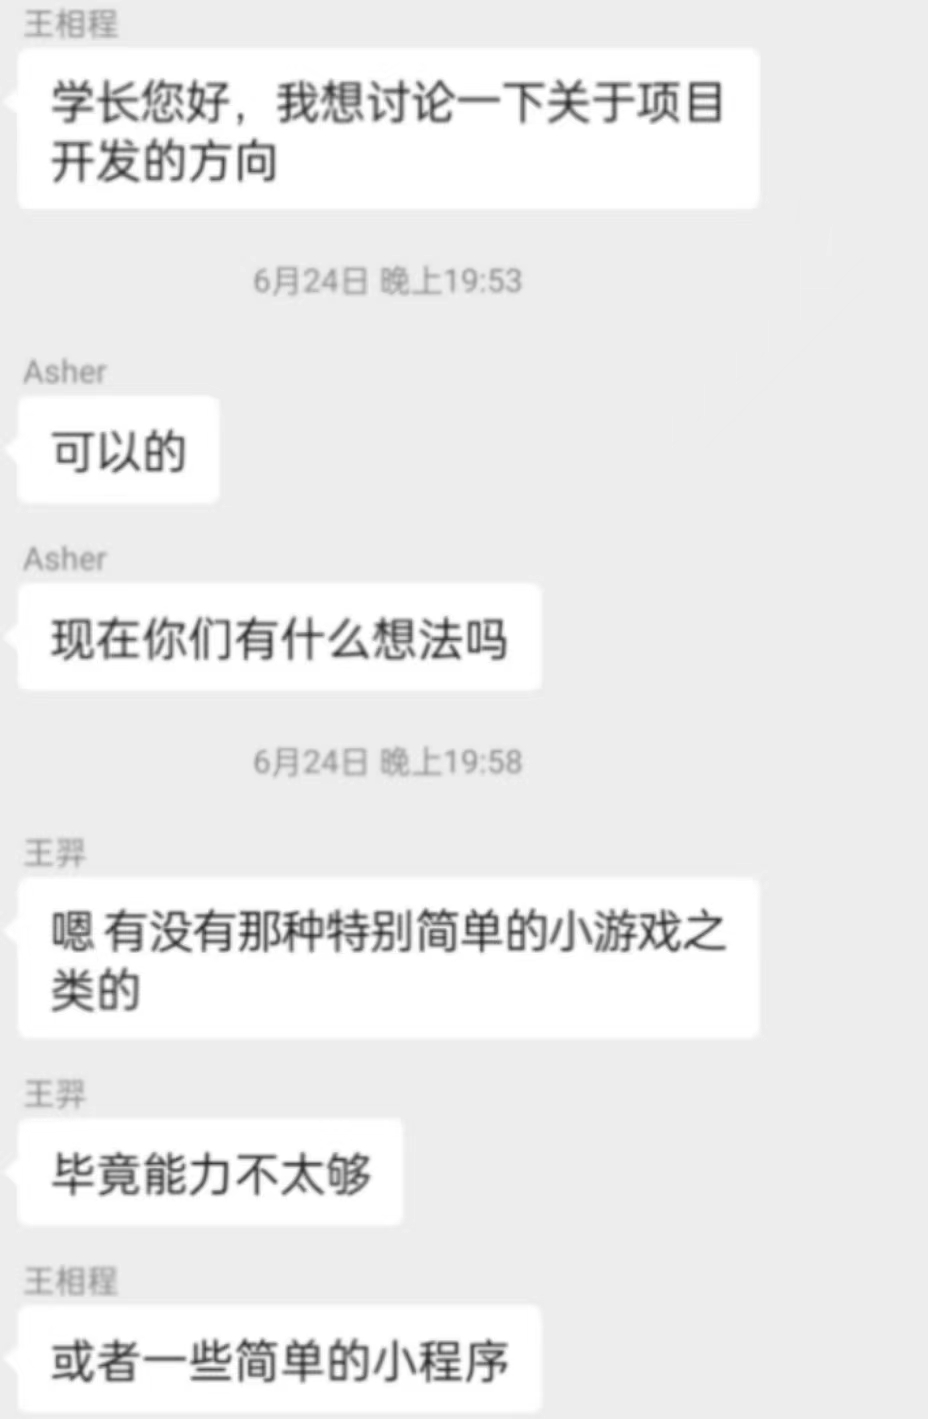 王相程
学长您好，我想讨论一下关于项目
开发的方向
6月24日 晚上19:53
Asher
可以的
Asher
现在你们有什么想法吗
6月24日 晚上19:58
王羿
嗯 有没有那种特别简单的小游戏之
类的
王羿
毕竟能力不太够
王相程
或者一些简单的小程序